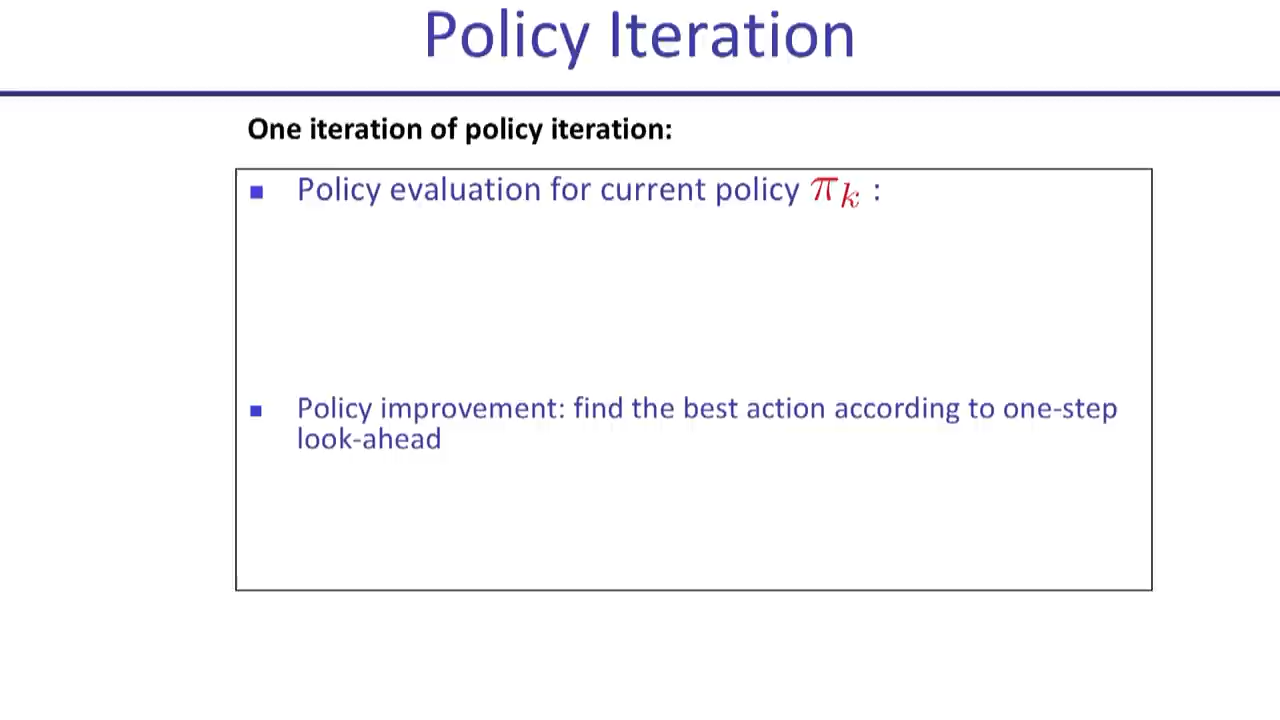 Policy Iteration
One iteration of policy iteration:
▪ Policy evaluation for current policy πk :
▪ Policy improvement: find the best action according to one-step
look-ahead